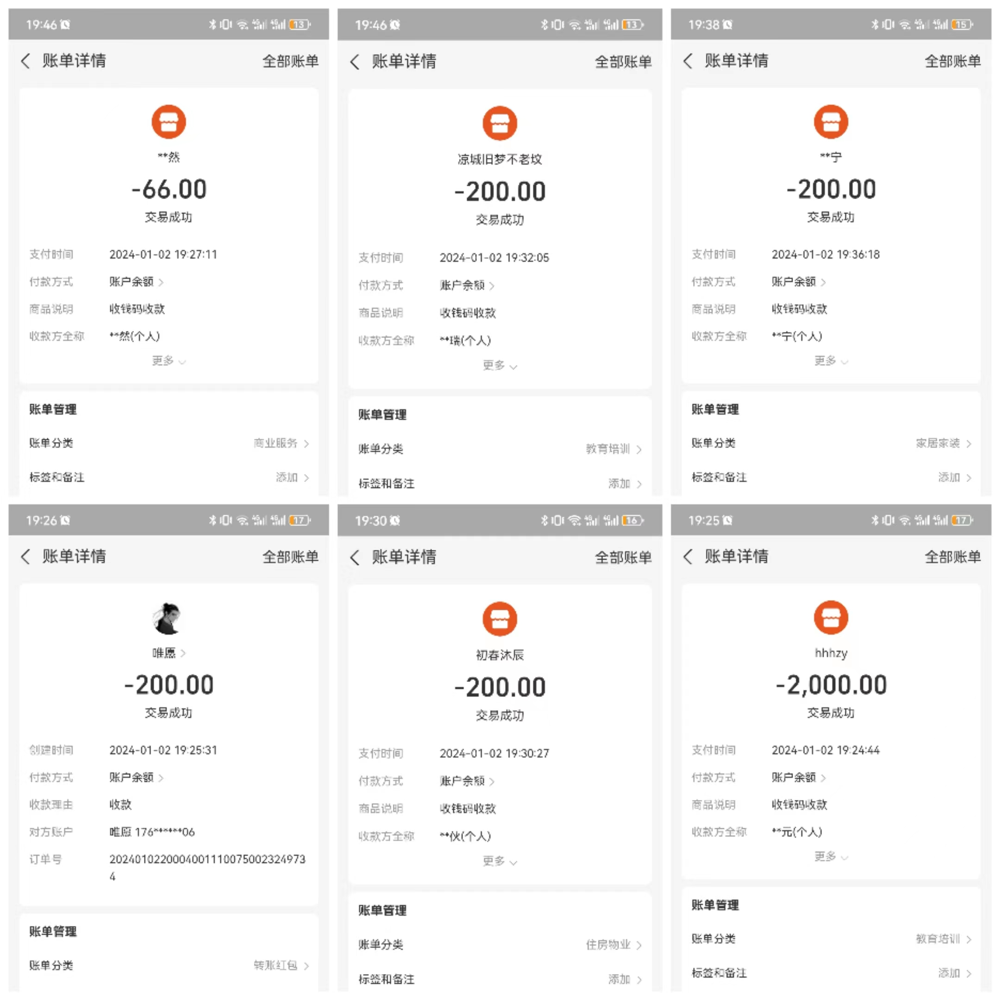 19:46
13
账单详情
全部账单
**然
-66.00
交易成功
支付时间 2024-01-02 19:27:11
付款方式 账户余额
商品说明 收钱码收款
收款方全称 **然(个人)
更多
账单管理
账单分类 商业服务
标签和备注 添加
19:46
13
账单详情
全部账单
凉城旧梦不老坟
-200.00
交易成功
支付时间 2024-01-02 19:32:05
付款方式 账户余额
商品说明 收钱码收款
收款方全称 **瑞(个人)
更多
账单管理
账单分类 教育培训
标签和备注 添加
19:38
15
账单详情
全部账单
**宁
-200.00
交易成功
支付时间 2024-01-02 19:36:18
付款方式 账户余额
商品说明 收钱码收款
收款方全称 **宁(个人)
更多
账单管理
账单分类 家居家装
标签和备注 添加
19:26
17
账单详情
全部账单
唯愿
-200.00
交易成功
创建时间 2024-01-02 19:25:31
付款方式 账户余额
收款理由 收款
对方账户 唯愿 176******06
订单号 2024010220004001110075002324973
4
账单管理
账单分类 转账红包
19:30
16
账单详情
全部账单
初春沐辰
-200.00
交易成功
支付时间 2024-01-02 19:30:27
付款方式 账户余额
商品说明 收钱码收款
收款方全称 **伙(个人)
更多
账单管理
账单分类 住房物业
标签和备注 添加
19:25
17
账单详情
全部账单
hhhzy
-2,000.00
交易成功
支付时间 2024-01-02 19:24:44
付款方式 账户余额
商品说明 收钱码收款
收款方全称 **元(个人)
更多
账单管理
账单分类 教育培训
标签和备注 添加